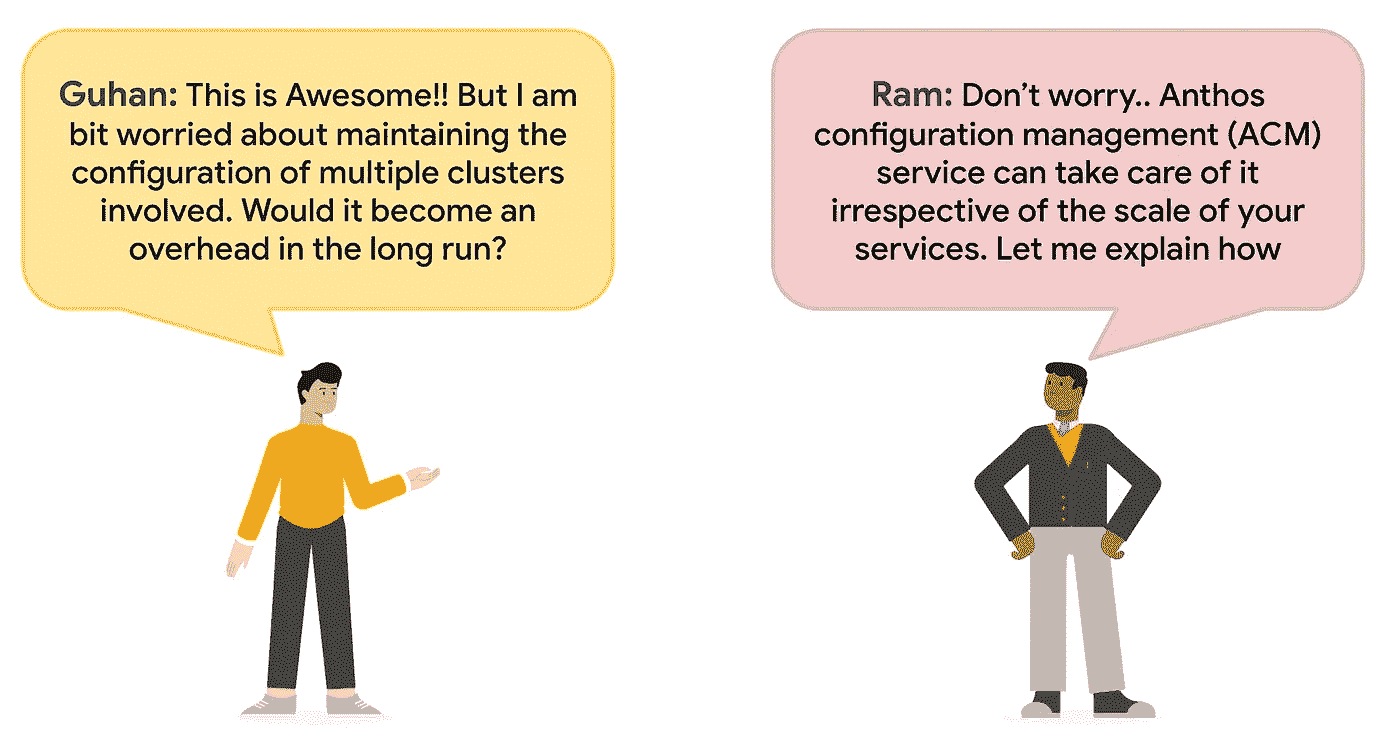 Guhan: This is Awesome!! But I am
bit worried about maintaining the
configuration of multiple clusters
involved. Would it become an
overhead in the long run?
Ram: Don’t worry.. Anthos
configuration management (ACM)
service can take care of it
irrespective of the scale of your
services. Let me explain how